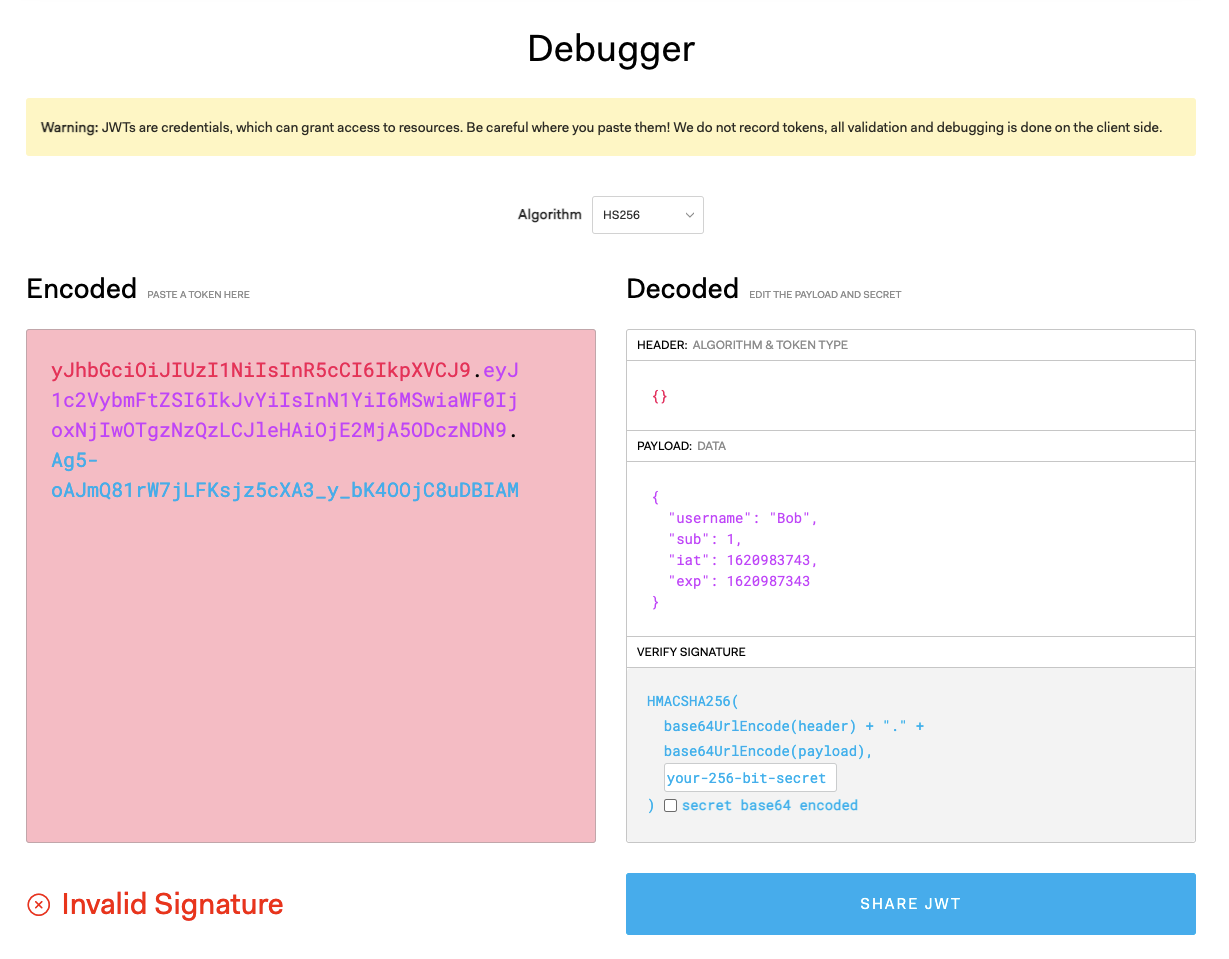 Debugger
Warning: JWTs are credentials, which can grant access to resources. Be careful where you paste them! We do not record tokens, all validation and debugging is done on the client side.
Algorithm HS256
Encoded PASTE A TOKEN HERE
yJhbGciOiJIUzI1NiIsInR5cCI6IkpXVCJ9.eyJ
1c2VybmFtZSI6IkJvYiIsInN1YiI6MSwiaWF0Ij
oxNjIwOTgzNzQzLCJleHAiOjE2MjA5ODczNDN9.
Ag5-
oAJmQ81rW7jLFKsjz5cXA3_y_bK4OOjC8uDBIAM
Decoded EDIT THE PAYLOAD AND SECRET
HEADER: ALGORITHM & TOKEN TYPE
{}
PAYLOAD: DATA
{
  "username": "Bob",
  "sub": 1,
  "iat": 1620983743,
  "exp": 1620987343
}
VERIFY SIGNATURE
HMACSHA256(
  base64UrlEncode(header) + "." +
  base64UrlEncode(payload),
  your-256-bit-secret
) secret base64 encoded
Invalid Signature
SHARE JWT